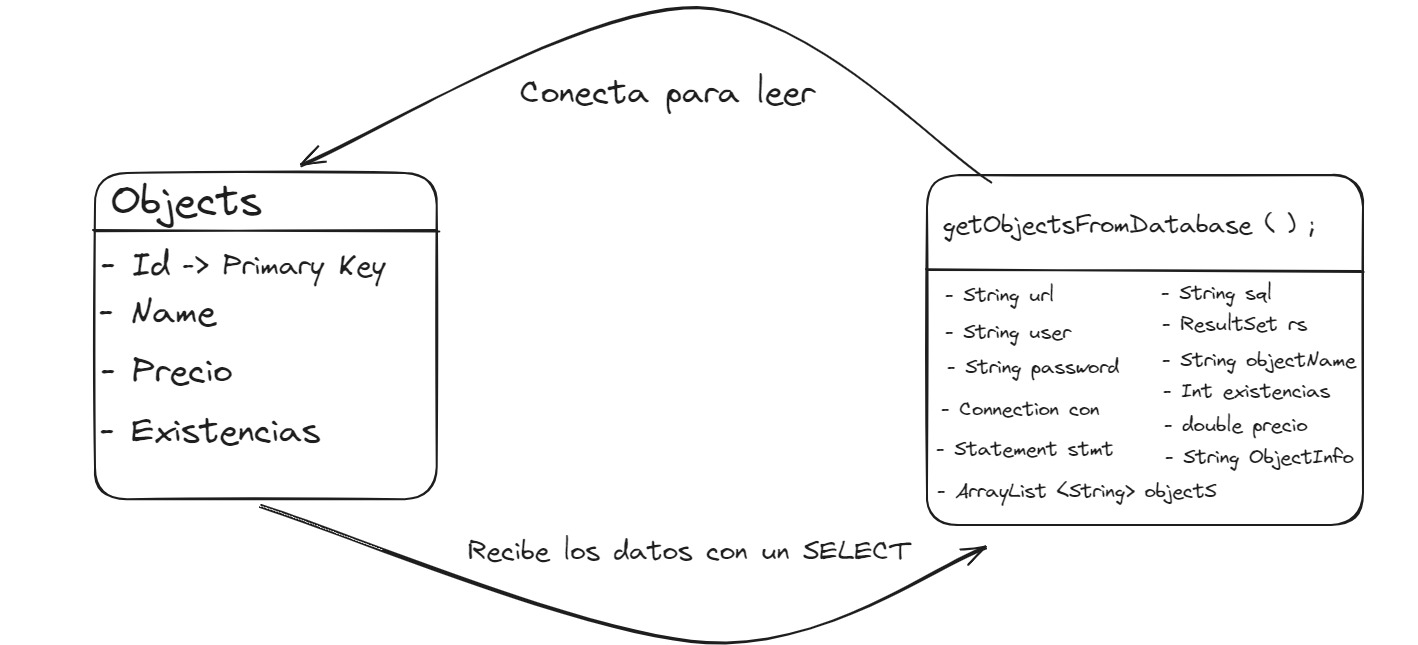 Conecta para leer
Objects
- Id -> Primary Key
- Name
- Precio
- Existencias
getObjectsFromDatabase ( ) ;
- String url
- String user
- String password
- Connection con
- Statement stmt
- ArrayList <String> objects
- String sql
- ResultSet rs
- String objectName
- Int existencias
- double precio
- String ObjectInfo
Recibe los datos con un SELECT